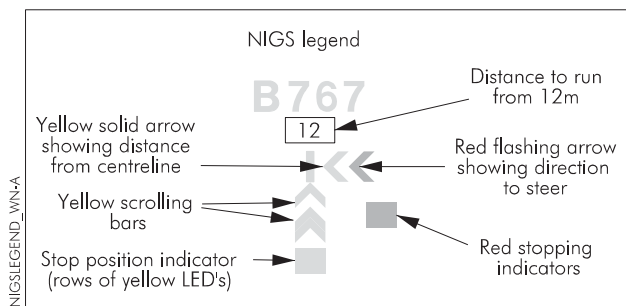 NIGS legend
B767
12
Distance to run
from 12m
Yellow solid arrow
showing distance
from centreline
Red flashing arrow
showing direction
to steer
Yellow scrolling
bars
Stop position indicator
(rows of yellow LED's)
Red stopping
indicators
NIGSLEGEND_WN-A